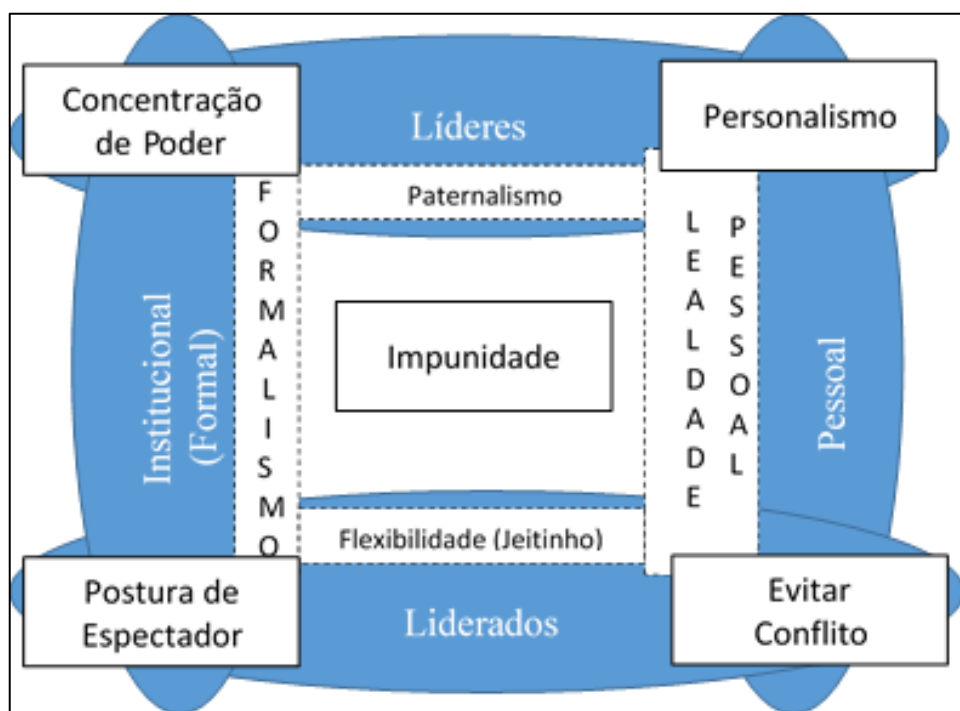 Concentração
de Poder
Líderes
Personalismo
Paternalismo
FORMALISMO
LEALDADE
PESSOAL
Institucional
(Formal)
Impunidade
Pessoal
Flexibilidade (Jeitinho)
Postura de
Espectador
Liderados
Evitar
Conflito